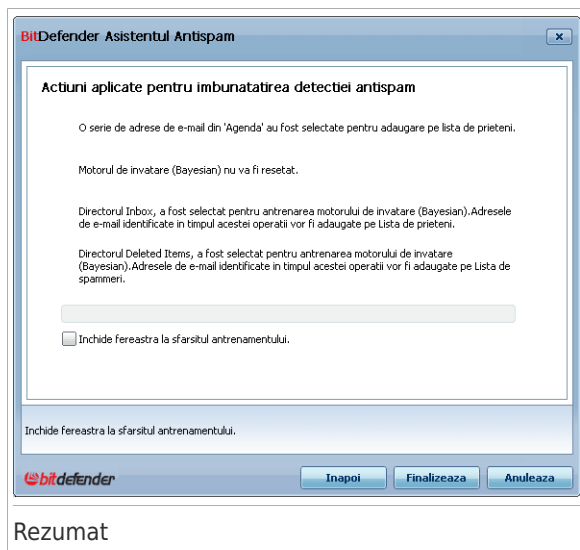 BitDefender Asistentul Antispam
Actiuni aplicate pentru imbunatatirea detectiei antispam
O serie de adrese de e-mail din 'Agenda' au fost selectate pentru adaugare pe lista de prieteni.
Motorul de invatare (Bayesian) nu va fi resetat.
Directorul Inbox, a fost selectat pentru antrenarea motorului de invatare (Bayesian).Adresele
de e-mail identificate in timpul acestei operatii vor fi adaugate pe Lista de prieteni.
Directorul Deleted Items, a fost selectat pentru antrenarea motorului de invatare
(Bayesian).Adresele de e-mail identificate in timpul acestei operatii vor fi adaugate pe Lista de
spammeri.
Inchide fereastra la sfarsitul antrenamentului.
Inchide fereastra la sfarsitul antrenamentului.
bitdefender
Inapoi
Finalizeaza
Anuleaza
Rezumat